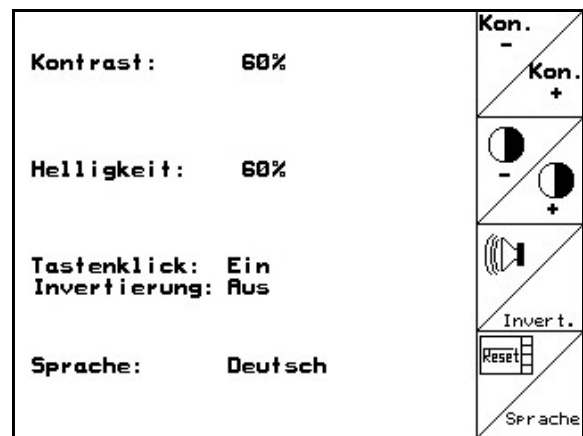 Kontrast: 60%
Helligkeit: 60%
Tastenklick: Ein
Invertierung: Aus
Sprache: Deutsch
Kon.
-
Kon.
+
-
+
Invert.
Reset
Sprache